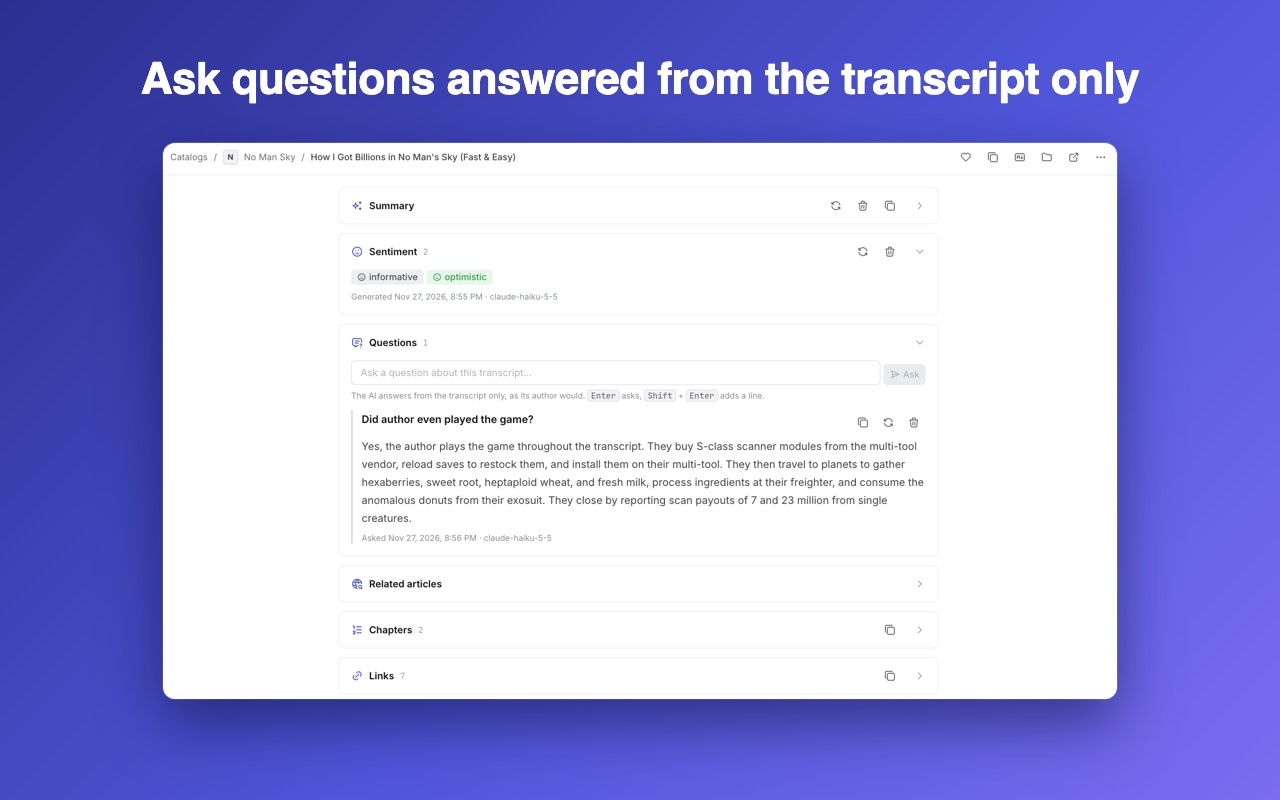 Ask questions answered from the transcript only
Catalogs / N No Man Sky / How I Got Billions in No Man's Sky (Fast & Easy)
Summary
Sentiment 2
informative optimistic
Generated Nov 27, 2026, 8:55 PM · claude-haiku-5-5
Questions 1
Ask a question about this transcript...
Ask
The AI answers from the transcript only, as its author would. Enter asks, Shift + Enter adds a line.
Did author even played the game?
Yes, the author plays the game throughout the transcript. They buy S-class scanner modules from the multi-tool
vendor, reload saves to restock them, and install them on their multi-tool. They then travel to planets to gather
hexaberries, sweet root, heptaploid wheat, and fresh milk, process ingredients at their freighter, and consume the
anomalous donuts from their exosuit. They close by reporting scan payouts of 7 and 23 million from single
creatures.
Asked Nov 27, 2026, 8:56 PM · claude-haiku-5-5
Related articles
Chapters 2
Links 7